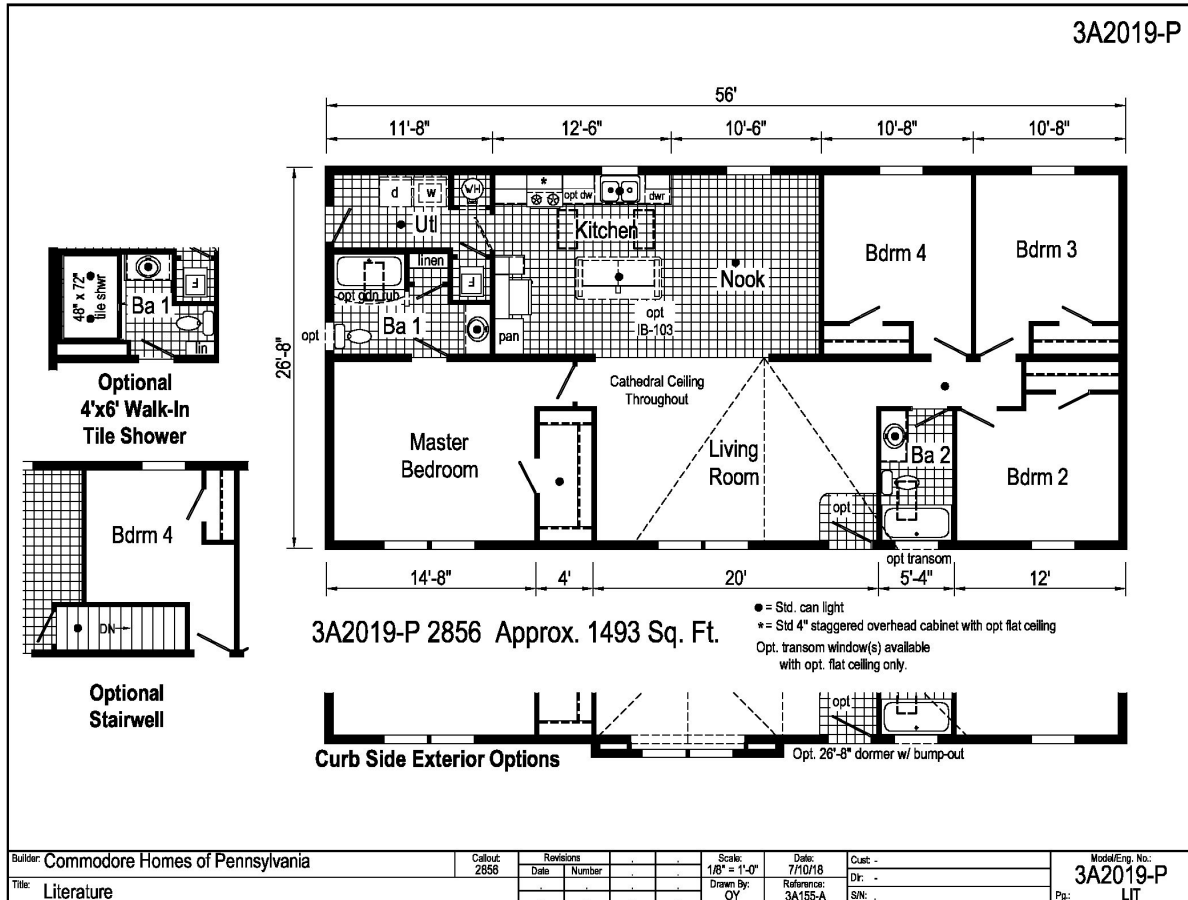 3A2019-P
56'
11'-8" 12'-6" 10'-6" 10'-8" 10'-8"
26'-8"
d w WH
Utl
* opt dw dwr
Kitchen
Nook
Bdrm 4
Bdrm 3
linen
F
opt gdn tub
opt
Ba 1
pan
opt
IB-103
Cathedral Ceiling
Throughout
Master
Bedroom
Living
Room
Ba 2
Bdrm 2
opt
opt transom
14'-8" 4' 20' 5'-4" 12'
48" x 72"
tile shwr
Ba 1
F
lin
Optional
4'x6' Walk-In
Tile Shower
Bdrm 4
DN
Optional
Stairwell
3A2019-P 2856 Approx. 1493 Sq. Ft.
● = Std. can light
* = Std 4" staggered overhead cabinet with opt flat ceiling
Opt. transom window(s) available
with opt. flat ceiling only.
opt
Curb Side Exterior Options
Opt. 26'-8" dormer w/ bump-out
Builder: Commodore Homes of Pennsylvania
Title: Literature
Callout:
2856
Revisions
Date Number
Scale:
1/8" = 1'-0"
Drawn By:
OY
Date:
7/10/18
Reference:
3A155-A
Cust: -
Dir: -
S/N: .
Model/Eng. No.:
3A2019-P
Pg.: LIT